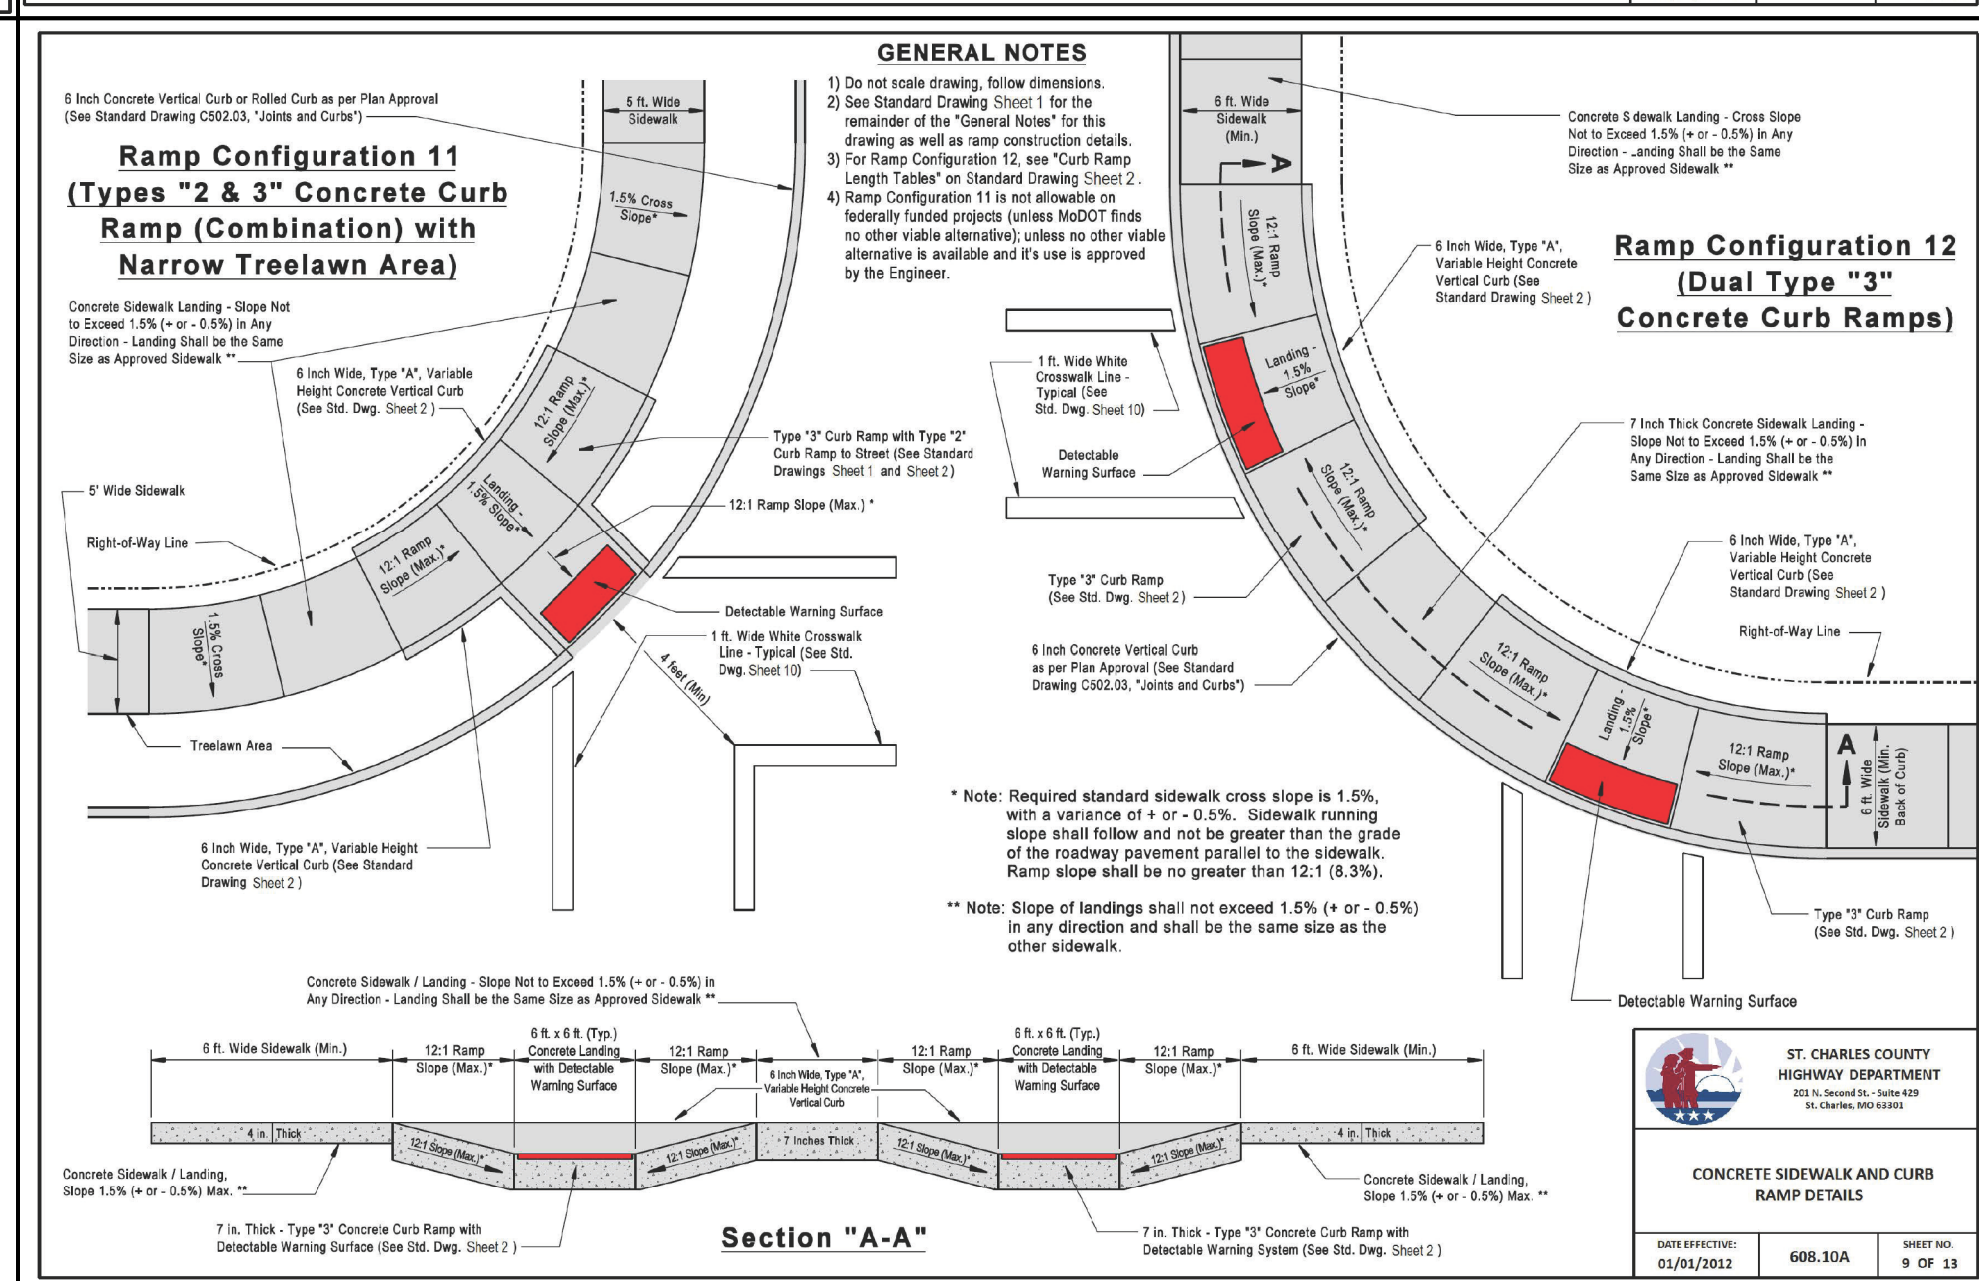 GENERAL NOTES
1) Do not scale drawing, follow dimensions.
2) See Standard Drawing Sheet 1 for the
remainder of the "General Notes" for this
drawing as well as ramp construction details.
3) For Ramp Configuration 12, see "Curb Ramp
Length Tables" on Standard Drawing Sheet 2 .
4) Ramp Configuration 11 is not allowable on
federally funded projects (unless MoDOT finds
no other viable alternative); unless no other viable
alternative is available and it's use is approved
by the Engineer.
6 Inch Concrete Vertical Curb or Rolled Curb as per Plan Approval
(See Standard Drawing C502.03, "Joints and Curbs")
Ramp Configuration 11
(Types "2 & 3" Concrete Curb
Ramp (Combination) with
Narrow Treelawn Area)
5 ft. Wide
Sidewalk
1.5% Cross
Slope*
Concrete Sidewalk Landing - Slope Not
to Exceed 1.5% (+ or - 0.5%) in Any
Direction - Landing Shall be the Same
Size as Approved Sidewalk **
6 Inch Wide, Type "A", Variable
Height Concrete Vertical Curb
(See Std. Dwg. Sheet 2 )
12:1 Ramp
Slope (Max.)*
Type "3" Curb Ramp with Type "2"
Curb Ramp to Street (See Standard
Drawings Sheet 1 and Sheet 2)
Landing -
1.5% Slope*
12:1 Ramp Slope (Max.) *
5' Wide Sidewalk
Right-of-Way Line
12:1 Ramp
Slope (Max.)*
1.5% Cross
Slope*
Detectable Warning Surface
1 ft. Wide White Crosswalk
Line - Typical (See Std.
Dwg. Sheet 10)
4 feet (Min)
Treelawn Area
6 Inch Wide, Type "A", Variable Height
Concrete Vertical Curb (See Standard
Drawing Sheet 2 )
6 ft. Wide
Sidewalk
(Min.)
A
Concrete S dewalk Landing - Cross Slope
Not to Exceed 1.5% (+ or - 0.5%) in Any
Direction - _anding Shall be the Same
Size as Approved Sidewalk **
12:1 Ramp
Slope (Max.)*
6 Inch Wide, Type "A",
Variable Height Concrete
Vertical Curb (See
Standard Drawing Sheet 2 )
Ramp Configuration 12
(Dual Type "3"
Concrete Curb Ramps)
1 ft. Wide White
Crosswalk Line -
Typical (See
Std. Dwg. Sheet 10)
Landing -
1.5%
Slope*
Detectable
Warning Surface
12:1 Ramp
Slope (Max.)*
7 Inch Thick Concrete Sidewalk Landing -
Slope Not to Exceed 1.5% (+ or - 0.5%) in
Any Direction - Landing Shall be the
Same Size as Approved Sidewalk **
Type "3" Curb Ramp
(See Std. Dwg. Sheet 2 )
6 Inch Wide, Type "A",
Variable Height Concrete
Vertical Curb (See
Standard Drawing Sheet 2 )
6 Inch Concrete Vertical Curb
as per Plan Approval (See Standard
Drawing C502.03, "Joints and Curbs")
Right-of-Way Line
12:1 Ramp
Slope (Max.)*
Landing -
1.5%
Slope*
12:1 Ramp
Slope (Max.)*
A
6 ft. Wide
Sidewalk (Min.
Back of Curb)
Type "3" Curb Ramp
(See Std. Dwg. Sheet 2 )
Detectable Warning Surface
* Note: Required standard sidewalk cross slope is 1.5%,
with a variance of + or - 0.5%. Sidewalk running
slope shall follow and not be greater than the grade
of the roadway pavement parallel to the sidewalk.
Ramp slope shall be no greater than 12:1 (8.3%).
** Note: Slope of landings shall not exceed 1.5% (+ or - 0.5%)
in any direction and shall be the same size as the
other sidewalk.
Concrete Sidewalk / Landing - Slope Not to Exceed 1.5% (+ or - 0.5%) in
Any Direction - Landing Shall be the Same Size as Approved Sidewalk **
6 ft. Wide Sidewalk (Min.)
12:1 Ramp
Slope (Max.)*
6 ft. x 6 ft. (Typ.)
Concrete Landing
with Detectable
Warning Surface
12:1 Ramp
Slope (Max.)*
6 Inch Wide, Type "A",
Variable Height Concrete
Vertical Curb
12:1 Ramp
Slope (Max.)*
6 ft. x 6 ft. (Typ.)
Concrete Landing
with Detectable
Warning Surface
12:1 Ramp
Slope (Max.)*
6 ft. Wide Sidewalk (Min.)
4 in. Thick
12:1 Slope (Max.)*
12:1 Slope (Max.)*
7 Inches Thick
12:1 Slope (Max.)*
12:1 Slope (Max.)*
4 in. Thick
Concrete Sidewalk / Landing,
Slope 1.5% (+ or - 0.5%) Max. **
Concrete Sidewalk / Landing,
Slope 1.5% (+ or - 0.5%) Max. **
7 in. Thick - Type "3" Concrete Curb Ramp with
Detectable Warning Surface (See Std. Dwg. Sheet 2 )
Section "A-A"
7 in. Thick - Type "3" Concrete Curb Ramp with
Detectable Warning System (See Std. Dwg. Sheet 2 )
ST. CHARLES COUNTY
HIGHWAY DEPARTMENT
201 N. Second St. - Suite 429
St. Charles, MO 63301
CONCRETE SIDEWALK AND CURB
RAMP DETAILS
DATE EFFECTIVE:
01/01/2012
608.10A
SHEET NO.
9 OF 13